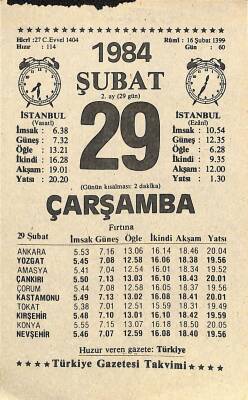 Hicrî : 27 C.Evvel 1404
Hızır : 114
Rûmî : 16 Şubat 1399
Gün : 60
1984
ŞUBAT
2. ay (29 gün)
29
İSTANBUL
(Vasatî)
İmsak : 6.38
Güneş : 7.32
Öğle : 13.21
İkindi : 16.28
Akşam : 19.01
Yatsı : 20.20
İSTANBUL
(Ezânî)
İmsak : 10.54
Güneş : 12.35
Öğle : 6.28
İkindi : 9.35
Akşam : 12.00
Yatsı : 1.30
(Günün kısalması: 2 dakika)
ÇARŞAMBA
Fırtına
29 Şubat İmsak Güneş Öğle İkindi Akşam Yatsı
ANKARA 5.53 7.16 13.06 16.14 18.46 20.04
YOZGAT 5.45 7.08 12.58 16.06 18.38 19.56
AMASYA 5.41 7.04 12.54 16.01 18.34 19.52
ÇANKIRI 5.50 7.13 13.03 16.10 18.43 20.01
ÇORUM 5.44 7.08 12.58 16.05 18.37 19.56
KASTAMONU 5.49 7.13 13.02 16.08 18.41 20.01
TOKAT 5.38 7.01 12.51 15.59 18.31 19.49
KIRŞEHİR 5.48 7.10 13.01 16.10 18.42 19.59
KONYA 5.55 7.15 13.07 16.18 18.50 20.05
NEVŞEHİR 5.46 7.07 12.59 16.08 18.40 19.56
Huzur veren gazete: Türkiye
★★★★ Türkiye Gazetesi Takvimi ★★★★